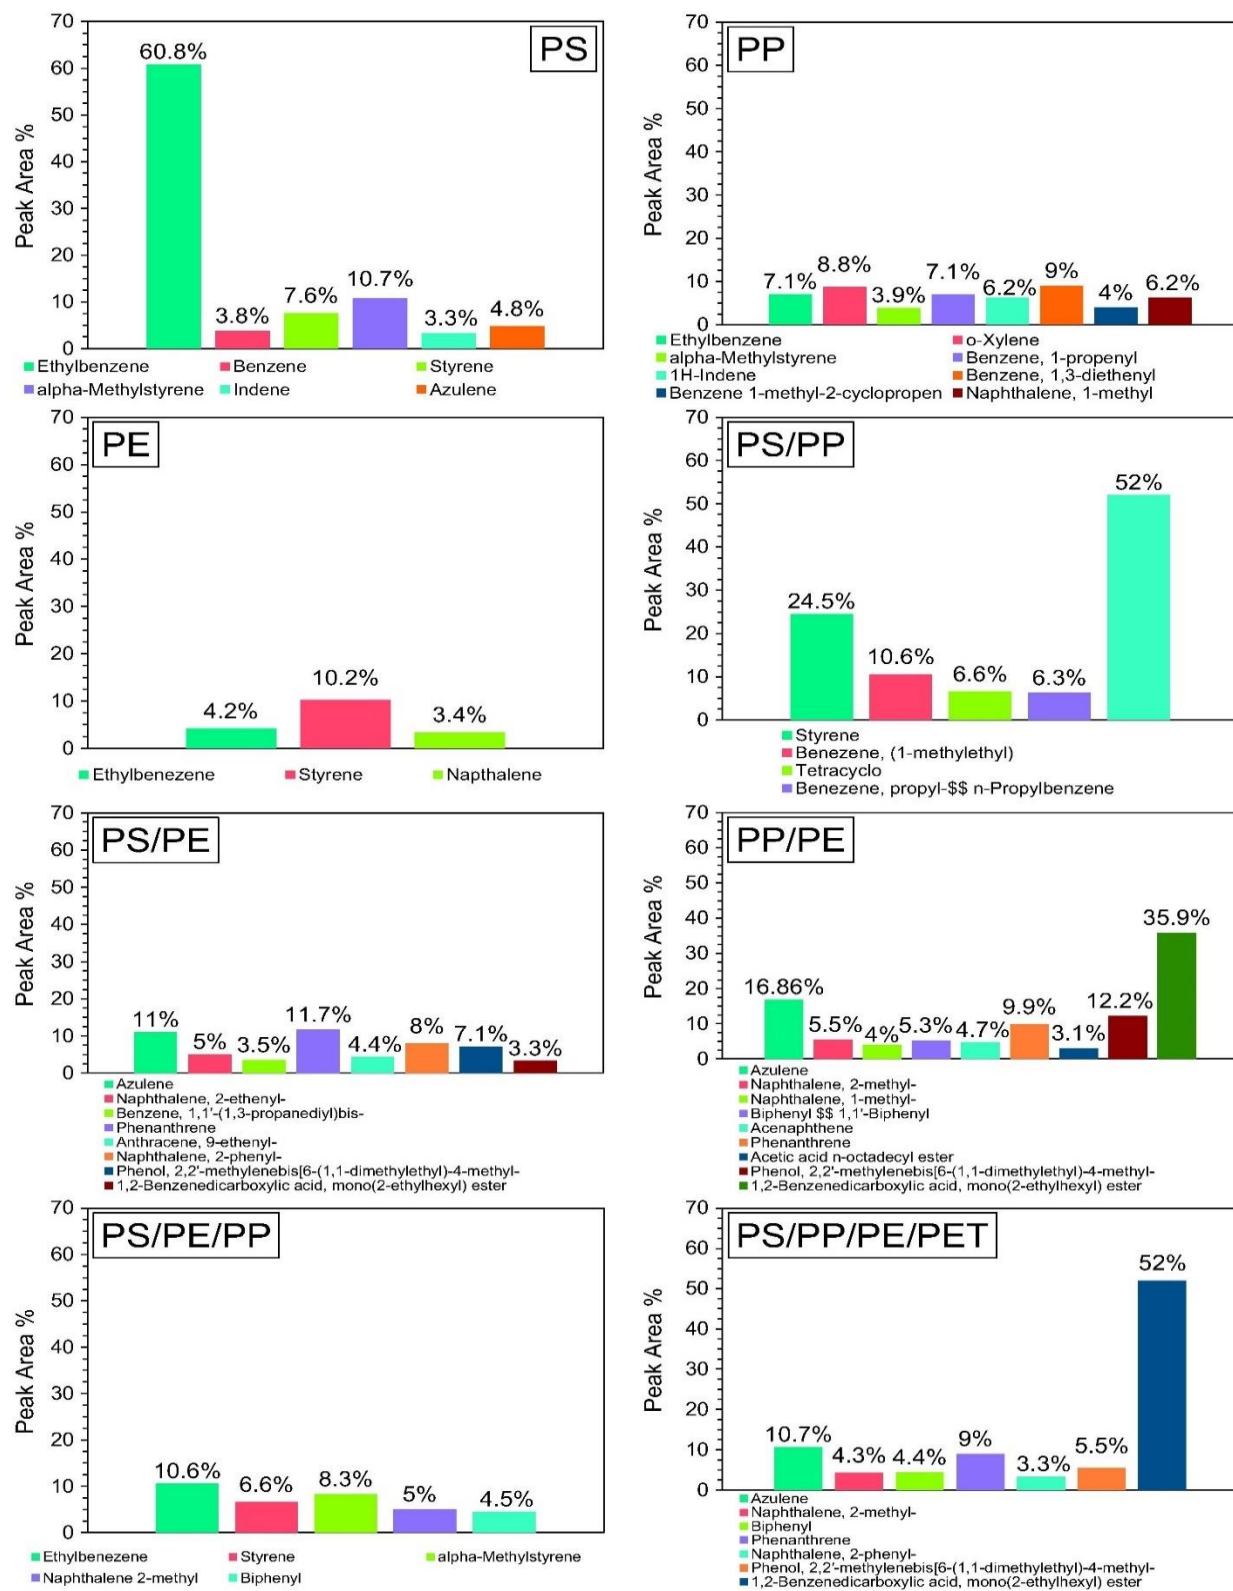 PS
Peak Area %
70
60
50
40
30
20
10
0
60.8%
3.8%
7.6%
10.7%
3.3%
4.8%
Ethylbenzene Benzene Styrene
alpha-Methylstyrene Indene Azulene
PP
Peak Area %
70
60
50
40
30
20
10
0
7.1%
8.8%
3.9%
7.1%
6.2%
9%
4%
6.2%
Ethylbenzene o-Xylene
alpha-Methylstyrene Benzene, 1-propenyl
1H-Indene Benzene, 1,3-diethenyl
Benzene 1-methyl-2-cyclopropen Naphthalene, 1-methyl
PE
Peak Area %
70
60
50
40
30
20
10
0
4.2%
10.2%
3.4%
Ethylbenezene Styrene Napthalene
PS/PP
Peak Area %
70
60
50
40
30
20
10
0
24.5%
10.6%
6.6%
6.3%
52%
Styrene
Benezene, (1-methylethyl)
Tetracyclo
Benezene, propyl-$$ n-Propylbenzene
PS/PE
Peak Area %
70
60
50
40
30
20
10
0
11%
5%
3.5%
11.7%
4.4%
8%
7.1%
3.3%
Azulene
Naphthalene, 2-ethenyl-
Benzene, 1,1'-(1,3-propanediyl)bis-
Phenanthrene
Anthracene, 9-ethenyl-
Naphthalene, 2-phenyl-
Phenol, 2,2'-methylenebis[6-(1,1-dimethylethyl)-4-methyl-
1,2-Benzenedicarboxylic acid, mono(2-ethylhexyl) ester
PP/PE
Peak Area %
70
60
50
40
30
20
10
0
16.86%
5.5%
4%
5.3%
4.7%
9.9%
3.1%
12.2%
35.9%
Azulene
Naphthalene, 2-methyl-
Naphthalene, 1-methyl-
Biphenyl $$ 1,1'-Biphenyl
Acenaphthene
Phenanthrene
Acetic acid n-octadecyl ester
Phenol, 2,2'-methylenebis[6-(1,1-dimethylethyl)-4-methyl-
1,2-Benzenedicarboxylic acid, mono(2-ethylhexyl) ester
PS/PE/PP
Peak Area %
70
60
50
40
30
20
10
0
10.6%
6.6%
8.3%
5%
4.5%
Ethylbenezene Styrene alpha-Methylstyrene
Naphthalene 2-methyl Biphenyl
PS/PP/PE/PET
Peak Area %
70
60
50
40
30
20
10
0
10.7%
4.3%
4.4%
9%
3.3%
5.5%
52%
Azulene
Naphthalene, 2-methyl-
Biphenyl
Phenanthrene
Naphthalene, 2-phenyl-
Phenol, 2,2'-methylenebis[6-(1,1-dimethylethyl)-4-methyl-
1,2-Benzenedicarboxylic acid, mono(2-ethylhexyl) ester